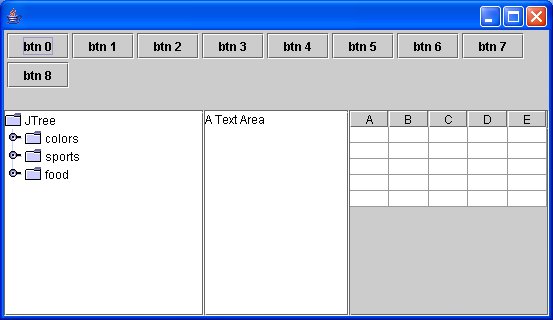 btn 0 btn 1 btn 2 btn 3 btn 4 btn 5 btn 6 btn 7
btn 8
JTree
colors
sports
food
A Text Area
A B C D E